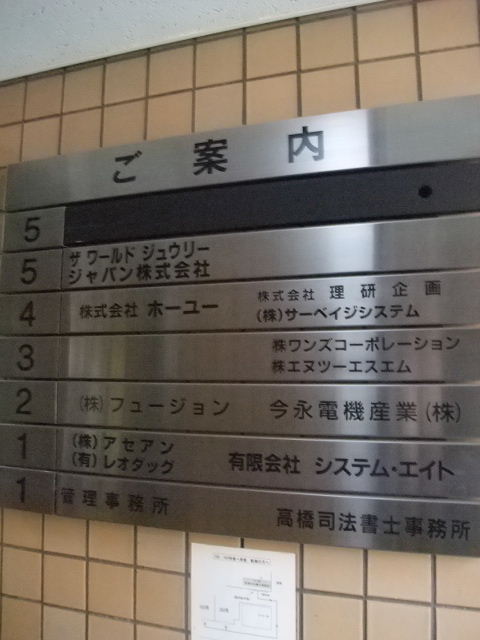 ご案内
5
5 ザ ワールド ジュウリー
ジャパン株式会社
4 株式会社 ホーユー 株式会社 理研企画
(株)サーベイジシステム
3 ㈱ワンズコーポレーション
㈱エヌツーエスエム
2 (株)フュージョン 今永電機産業(株)
1 (株)アセアン
(有)レオタック 有限会社 システム・エイト
1 管理事務所 高橋司法書士事務所